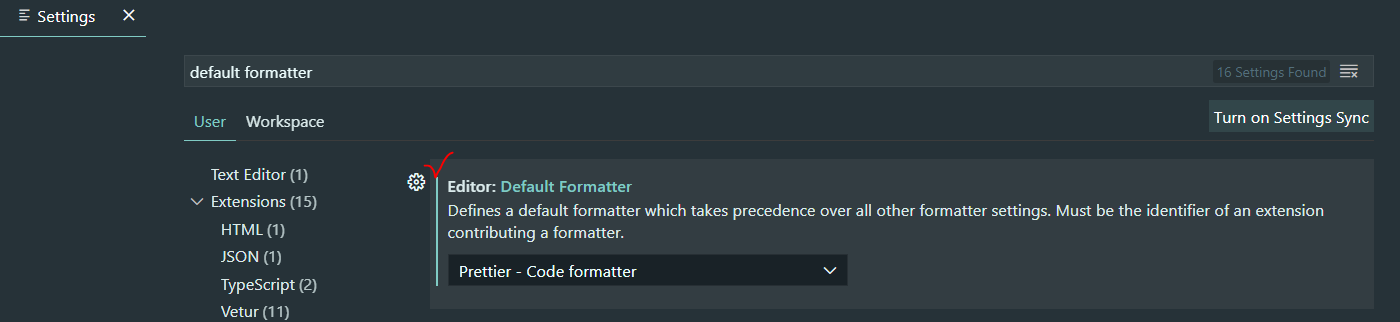 Settings
default formatter
16 Settings Found
User
Workspace
Turn on Settings Sync
Text Editor (1)
Extensions (15)
HTML (1)
JSON (1)
TypeScript (2)
Vetur (11)
Editor: Default Formatter
Defines a default formatter which takes precedence over all other formatter settings. Must be the identifier of an extension
contributing a formatter.
Prettier - Code formatter